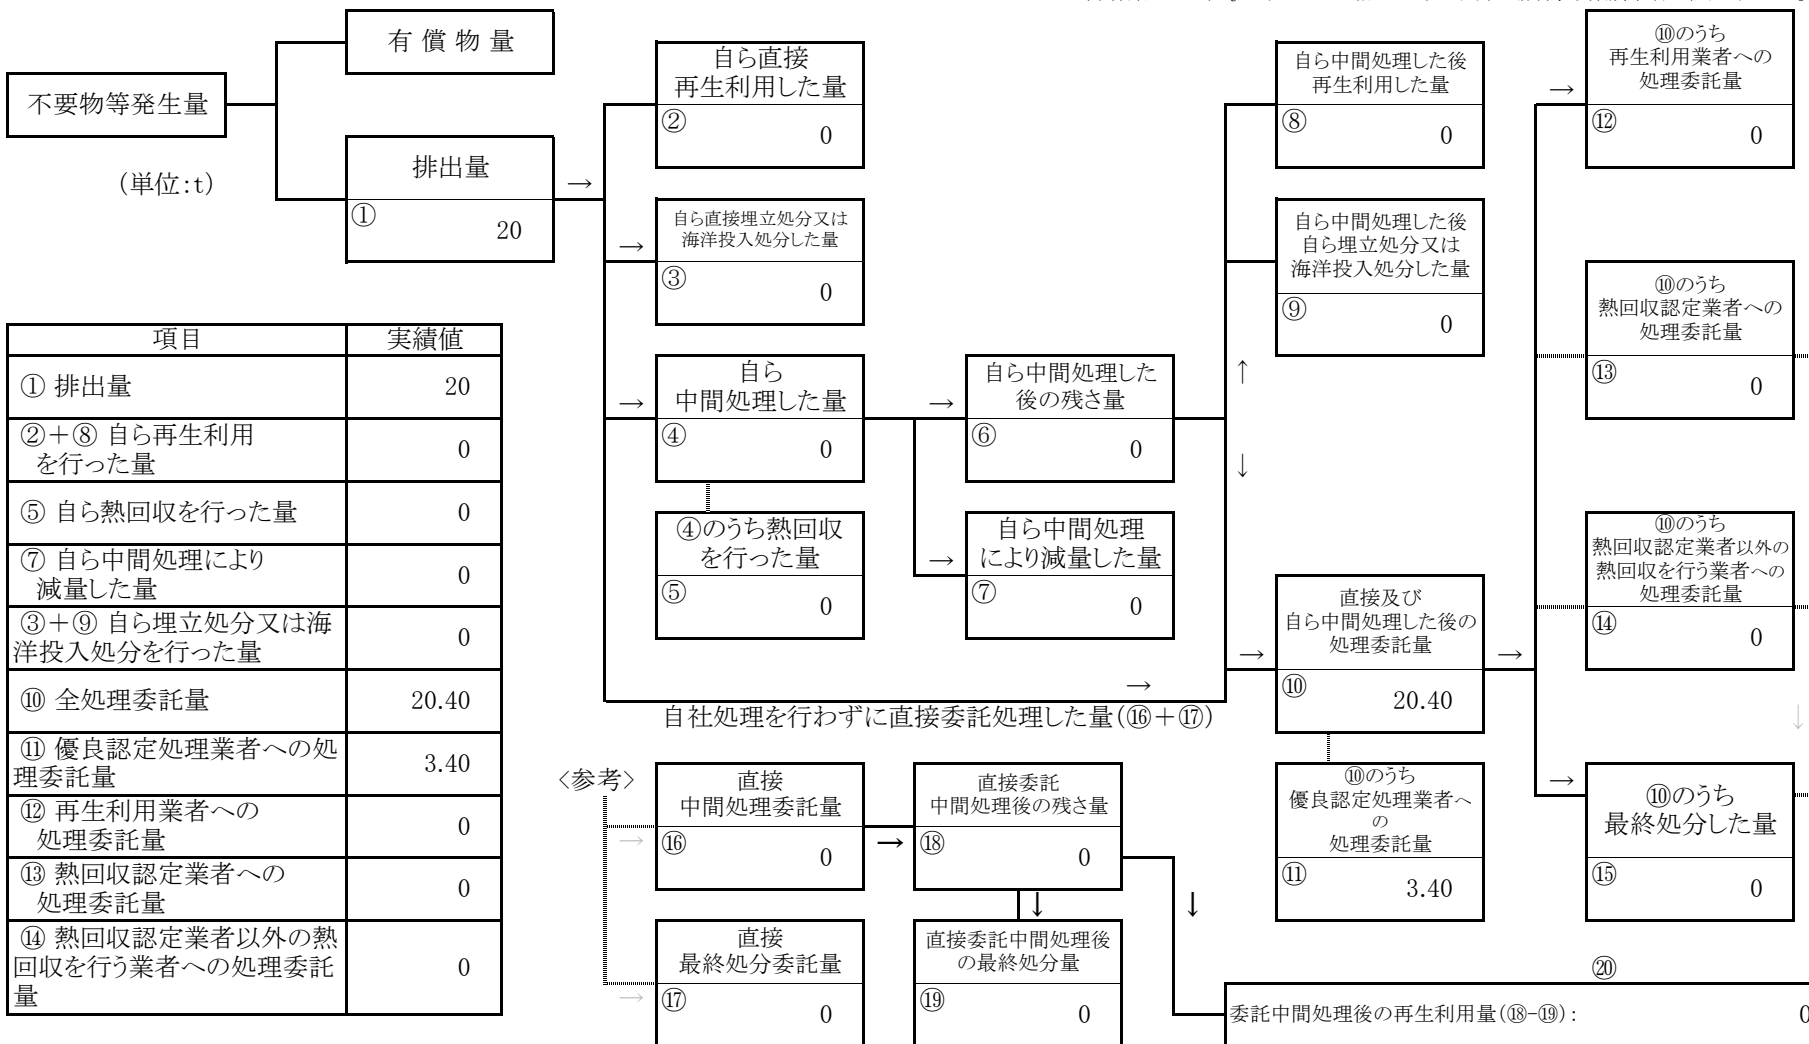 有 償 物 量
不要物等発生量
(単位:t)
排出量
①
20
→
自ら直接
再生利用した量
②
0
→
自ら直接埋立処分又は
海洋投入処分した量
③
0
→
自ら
中間処理した量
④
0
④のうち熱回収
を行った量
⑤
0
→
自ら中間処理した
後の残さ量
⑥
0
→
自ら中間処理
により減量した量
⑦
0
自ら中間処理した後
再生利用した量
⑧
0
自ら中間処理した後
自ら埋立処分又は
海洋投入処分した量
⑨
0
↑
↓
→
自社処理を行わずに直接委託処理した量(⑯+⑰)
→
直接及び
自ら中間処理した後の
処理委託量
⑩
20.40
⑩のうち
優良認定処理業者へ
の
処理委託量
⑪
3.40
→
→
⑩のうち
再生利用業者への
処理委託量
⑫
0
⑩のうち
熱回収認定業者への
処理委託量
⑬
0
⑩のうち
熱回収認定業者以外の
熱回収を行う業者への
処理委託量
⑭
0
↓
→
⑩のうち
最終処分した量
⑮
0
項目 実績値
① 排出量 20
②+⑧ 自ら再生利用
を行った量 0
⑤ 自ら熱回収を行った量 0
⑦ 自ら中間処理により
減量した量 0
③+⑨ 自ら埋立処分又は海
洋投入処分を行った量 0
⑩ 全処理委託量 20.40
⑪ 優良認定処理業者への処
理委託量 3.40
⑫ 再生利用業者への
処理委託量 0
⑬ 熱回収認定業者への
処理委託量 0
⑭ 熱回収認定業者以外の熱
回収を行う業者への処理委託
量 0
<参考>
→
直接
中間処理委託量
⑯
0
→
直接委託
中間処理後の残さ量
⑱
0
↓
↓
→
直接
最終処分委託量
⑰
0
直接委託中間処理後
の最終処分量
⑲
0
⑳
委託中間処理後の再生利用量(⑱-⑲): 0